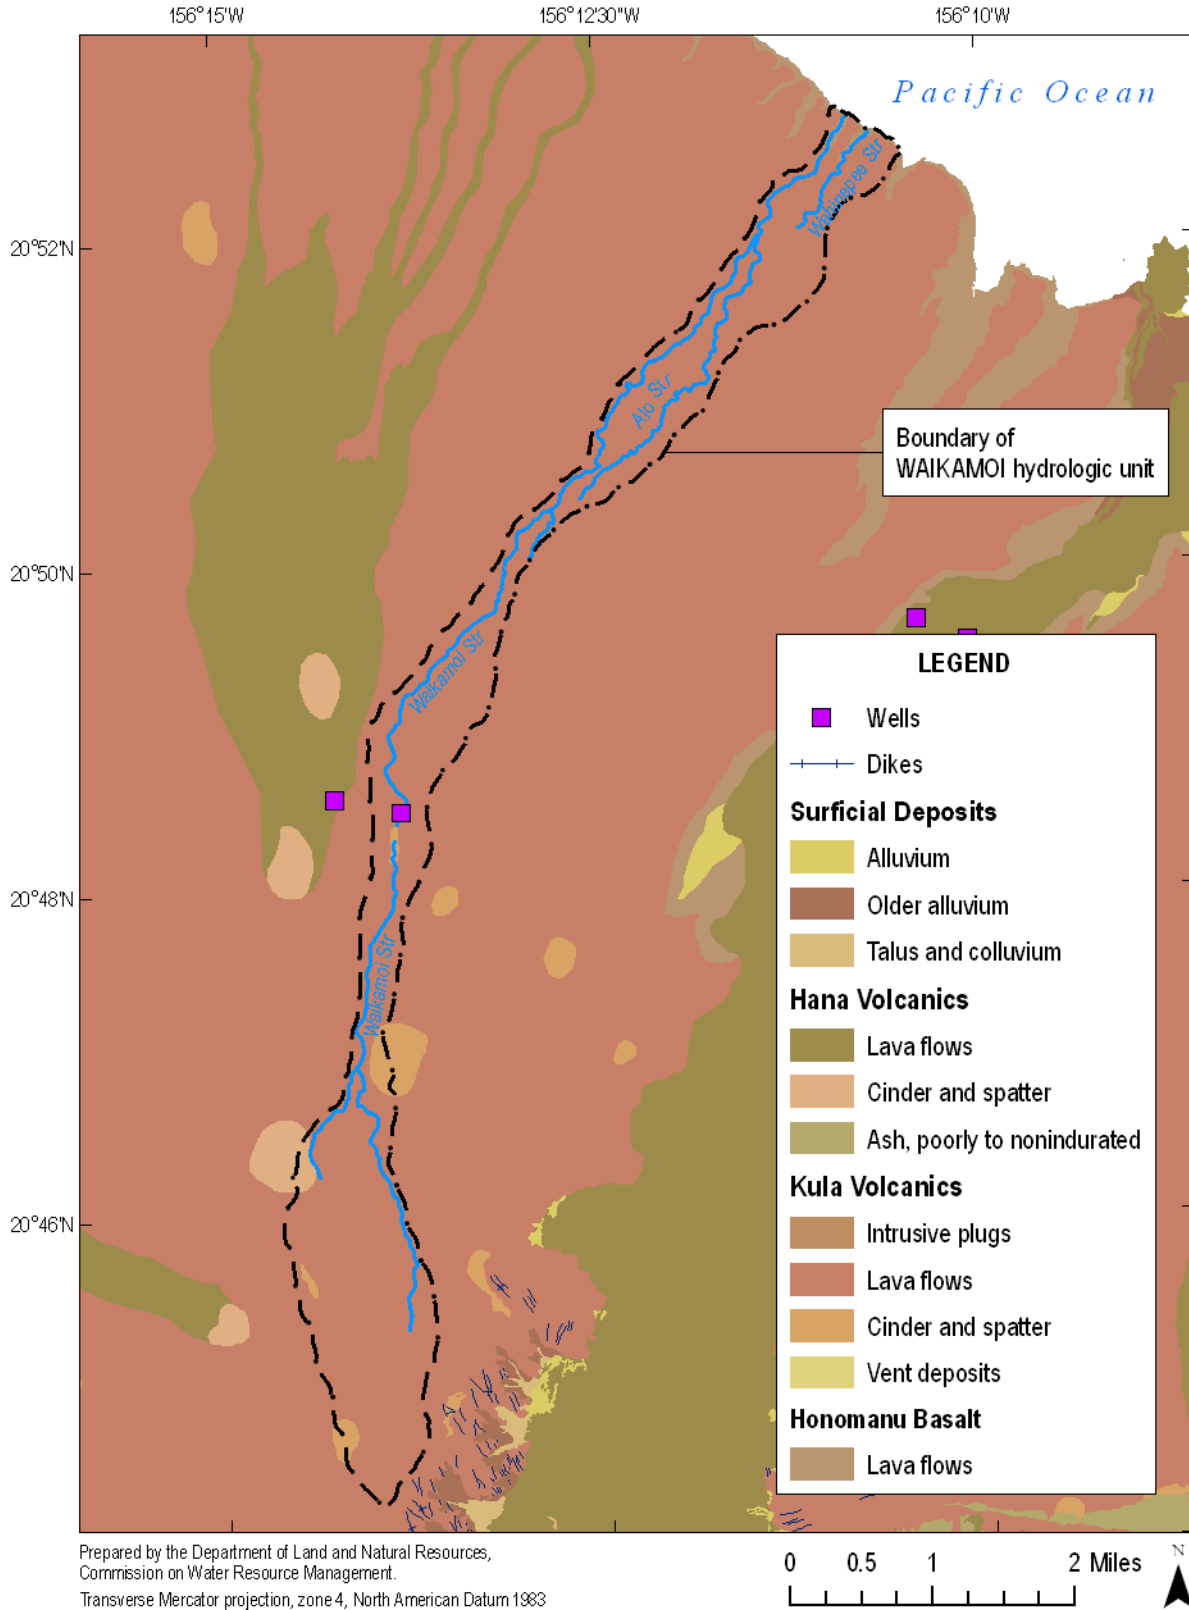 156°15'W
156°12'30"W
156°10'W
Pacific Ocean
Wahinepee Str
20°52'N
Alo Str
Boundary of
WAIKAMOI hydrologic unit
20°50'N
Waikamoi Str
20°48'N
Waikamoi Str
20°46'N
LEGEND
Wells
Dikes
Surficial Deposits
Alluvium
Older alluvium
Talus and colluvium
Hana Volcanics
Lava flows
Cinder and spatter
Ash, poorly to nonindurated
Kula Volcanics
Intrusive plugs
Lava flows
Cinder and spatter
Vent deposits
Honomanu Basalt
Lava flows
Prepared by the Department of Land and Natural Resources,
Commission on Water Resource Management.
Transverse Mercator projection, zone 4, North American Datum 1983
0 0.5 1 2 Miles
N